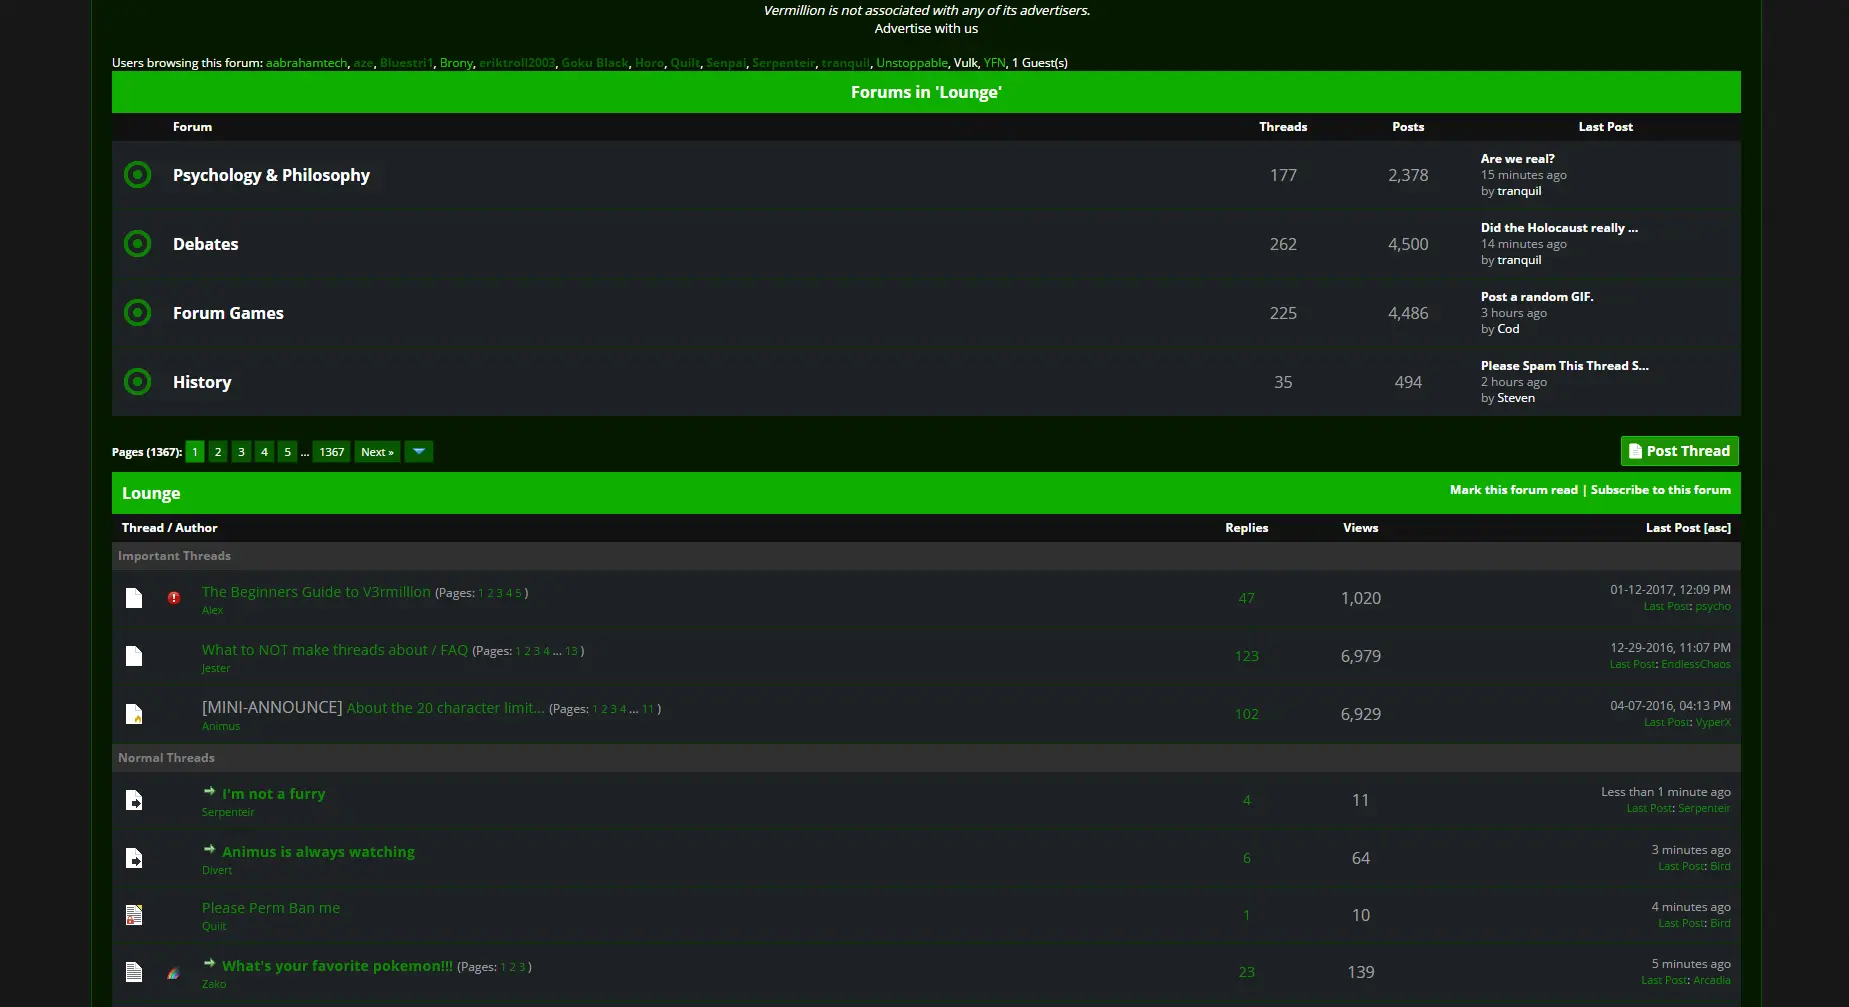 Vermillion is not associated with any of its advertisers.
Advertise with us
Users browsing this forum: aabrahamtech, aze, Bluestri1, Brony, eriktroll2003, Goku Black, Horo, Quilt, Senpai, Serpenteir, tranquil, Unstoppable, Vulk, YFN, 1 Guest(s)
Forums in 'Lounge'
Forum Threads Posts Last Post
Psychology & Philosophy 177 2,378
Are we real?
15 minutes ago
by tranquil
Debates 262 4,500
Did the Holocaust really ...
14 minutes ago
by tranquil
Forum Games 225 4,486
Post a random GIF.
3 hours ago
by Cod
History 35 494
Please Spam This Thread S...
2 hours ago
by Steven
Pages (1367): 1 2 3 4 5 ... 1367 Next » Post Thread
Lounge Mark this forum read | Subscribe to this forum
Thread / Author Replies Views Last Post [asc]
Important Threads
The Beginners Guide to V3rmillion (Pages: 1 2 3 4 5 ) 47 1,020 01-12-2017, 12:09 PM
Alex Last Post: psycho
What to NOT make threads about / FAQ (Pages: 1 2 3 4 ... 13 ) 123 6,979 12-29-2016, 11:07 PM
Jester Last Post: EndlessChaos
[MINI-ANNOUNCE] About the 20 character limit... (Pages: 1 2 3 4 ... 11 ) 102 6,929 04-07-2016, 04:13 PM
Animus Last Post: VyperX
Normal Threads
I'm not a furry 4 11 Less than 1 minute ago
Serpenteir Last Post: Serpenteir
Animus is always watching 6 64 3 minutes ago
Divert Last Post: Bird
Please Perm Ban me 1 10 4 minutes ago
Quilt Last Post: Bird
What's your favorite pokemon!!! (Pages: 1 2 3 ) 23 139 5 minutes ago
Zako Last Post: Arcadia